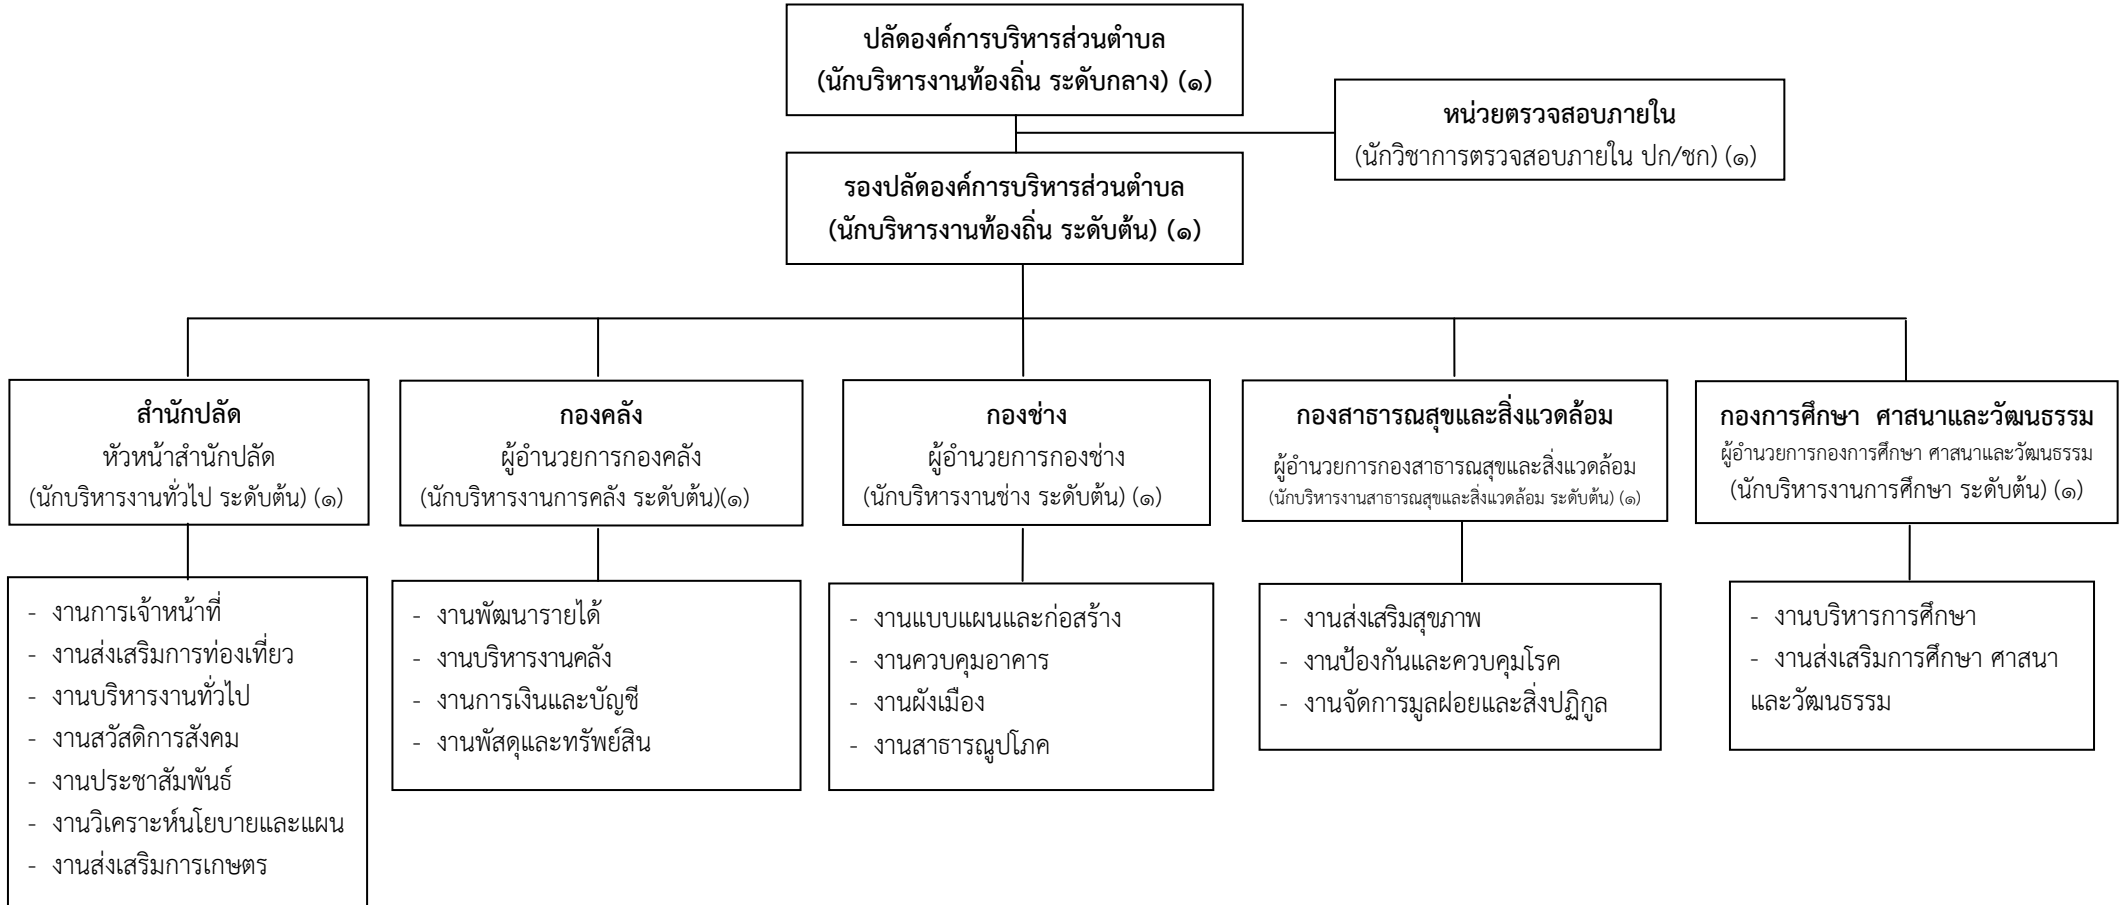 ปลัดองค์การบริหารส่วนตำบล
(นักบริหารงานท้องถิ่น ระดับกลาง) (๑)
หน่วยตรวจสอบภายใน
(นักวิชาการตรวจสอบภายใน ปก/ชก) (๑)
รองปลัดองค์การบริหารส่วนตำบล
(นักบริหารงานท้องถิ่น ระดับต้น) (๑)
สำนักปลัด
หัวหน้าสำนักปลัด
(นักบริหารงานทั่วไป ระดับต้น) (๑)
กองคลัง
ผู้อำนวยการกองคลัง
(นักบริหารงานการคลัง ระดับต้น)(๑)
กองช่าง
ผู้อำนวยการกองช่าง
(นักบริหารงานช่าง ระดับต้น) (๑)
กองสาธารณสุขและสิ่งแวดล้อม
ผู้อำนวยการกองสาธารณสุขและสิ่งแวดล้อม
(นักบริหารงานสาธารณสุขและสิ่งแวดล้อม ระดับต้น) (๑)
กองการศึกษา ศาสนาและวัฒนธรรม
ผู้อำนวยการกองการศึกษา ศาสนาและวัฒนธรรม
(นักบริหารงานการศึกษา ระดับต้น) (๑)
- งานการเจ้าหน้าที่
- งานส่งเสริมการท่องเที่ยว
- งานบริหารงานทั่วไป
- งานสวัสดิการสังคม
- งานประชาสัมพันธ์
- งานวิเคราะห์นโยบายและแผน
- งานส่งเสริมการเกษตร
- งานพัฒนารายได้
- งานบริหารงานคลัง
- งานการเงินและบัญชี
- งานพัสดุและทรัพย์สิน
- งานแบบแผนและก่อสร้าง
- งานควบคุมอาคาร
- งานผังเมือง
- งานสาธารณูปโภค
- งานส่งเสริมสุขภาพ
- งานป้องกันและควบคุมโรค
- งานจัดการมูลฝอยและสิ่งปฏิกูล
- งานบริหารการศึกษา
- งานส่งเสริมการศึกษา ศาสนา
และวัฒนธรรม